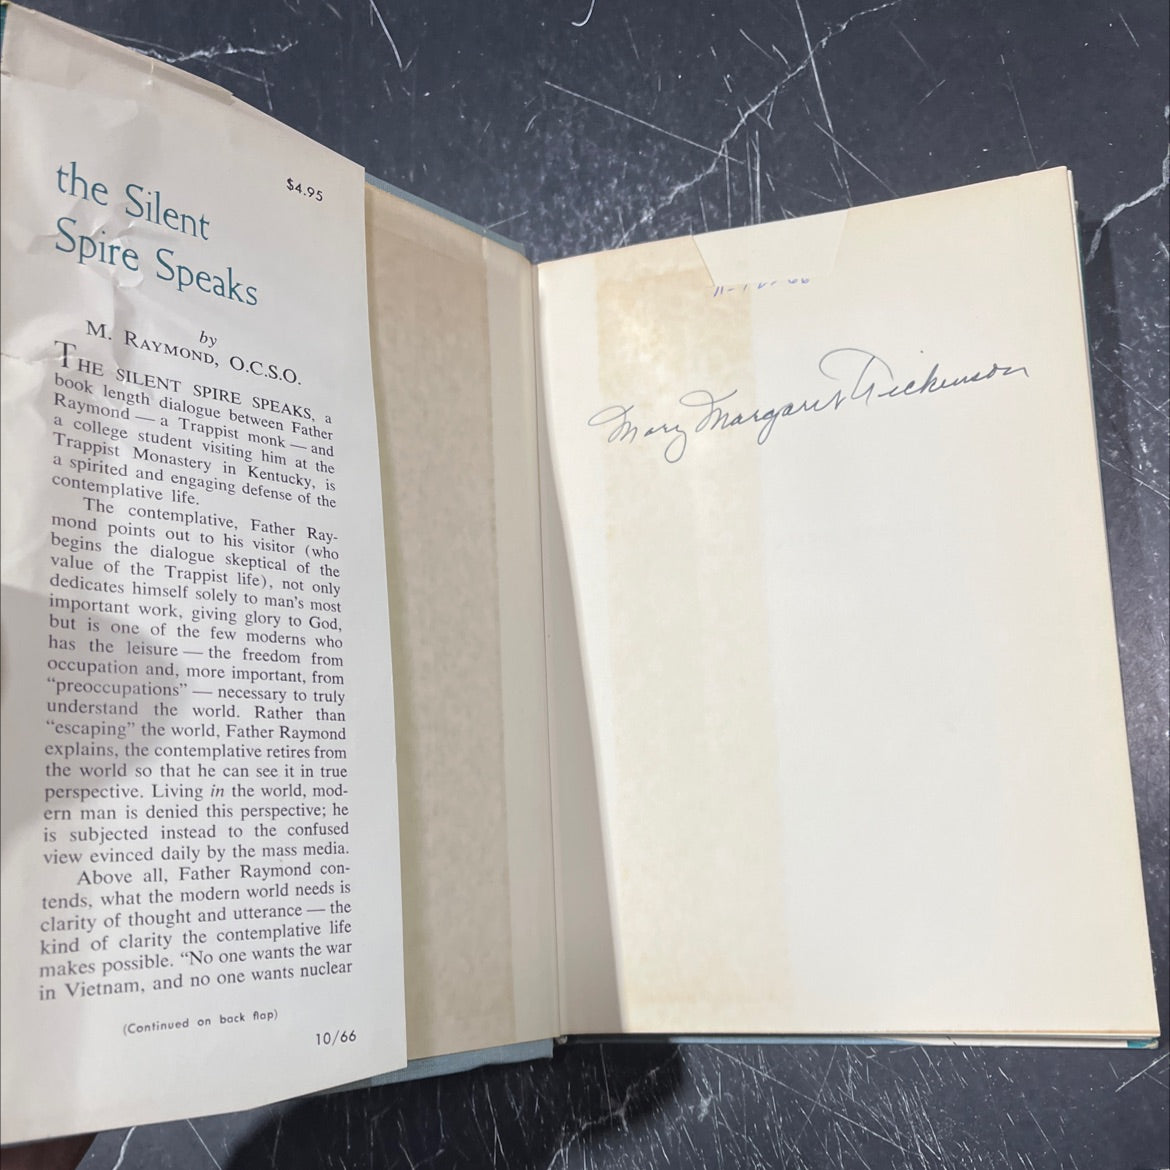 the Silent
Spire Speaks
$4.95
by
M. RAYMOND, O.C.S.O.
THE SILENT SPIRE SPEAKS, a
book length dialogue between Father
Raymond — a Trappist monk — and
a college student visiting him at the
Trappist Monastery in Kentucky, is
a spirited and engaging defense of the
contemplative life.
The contemplative, Father Ray-
mond points out to his visitor (who
begins the dialogue skeptical of the
value of the Trappist life), not only
dedicates himself solely to man's most
important work, giving glory to God,
but is one of the few moderns who
has the leisure — the freedom from
occupation and, more important, from
"preoccupations" — necessary to truly
understand the world. Rather than
"escaping" the world, Father Raymond
explains, the contemplative retires from
the world so that he can see it in true
perspective. Living in the world, mod-
ern man is denied this perspective; he
is subjected instead to the confused
view evinced daily by the mass media.
Above all, Father Raymond con-
tends, what the modern world needs is
clarity of thought and utterance — the
kind of clarity the contemplative life
makes possible. "No one wants the war
in Vietnam, and no one wants nuclear
(Continued on back flap)
10/66
Mary Margaret Dickenson